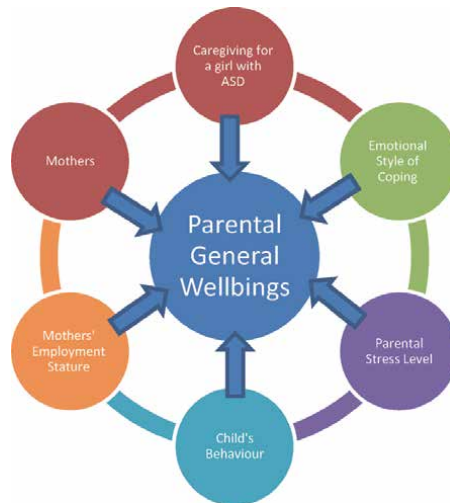 Caregiving for
a girl with
ASD
Mothers
Emotional
Style of
Coping
Parental
General
Wellbings
Mothers'
Employment
Stature
Parental
Stress Level
Child's
Behaviour